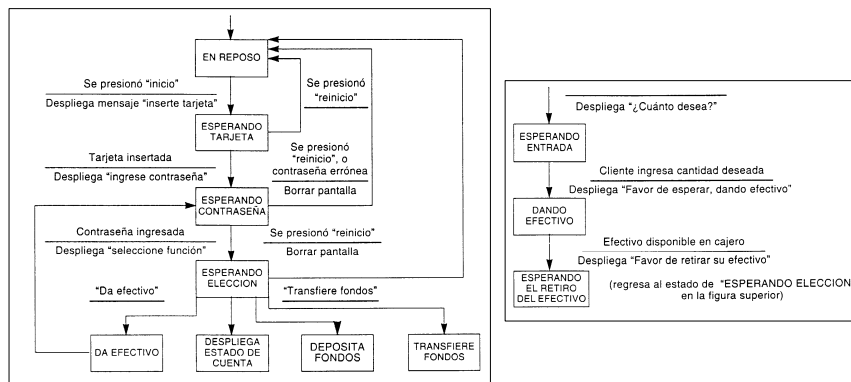 EN REPOSO
Se presionó “inicio”
Despliega mensaje “inserte tarjeta”
Se presionó
“reinicio”
ESPERANDO
TARJETA
Tarjeta insertada
Despliega “ingrese contraseña”
Se presionó
“reinicio”, o
contraseña errónea
Borrar pantalla
ESPERANDO
CONTRASEÑA
Contraseña ingresada
Despliega “seleccione función”
Se presionó “reinicio”
Borrar pantalla
ESPERANDO
ELECCION
“Da efectivo”
“Transfiere fondos”
DA EFECTIVO
DESPLIEGA
ESTADO DE
CUENTA
DEPOSITA
FONDOS
TRANSFIERE
FONDOS
Despliega “¿Cuánto desea?”
ESPERANDO
ENTRADA
Cliente ingresa cantidad deseada
Despliega “Favor de esperar, dando efectivo”
DANDO
EFECTIVO
Efectivo disponible en cajero
Despliega “Favor de retirar su efectivo”
ESPERANDO
EL RETIRO
DEL EFECTIVO
(regresa al estado de “ESPERANDO ELECCION
en la figura superior)